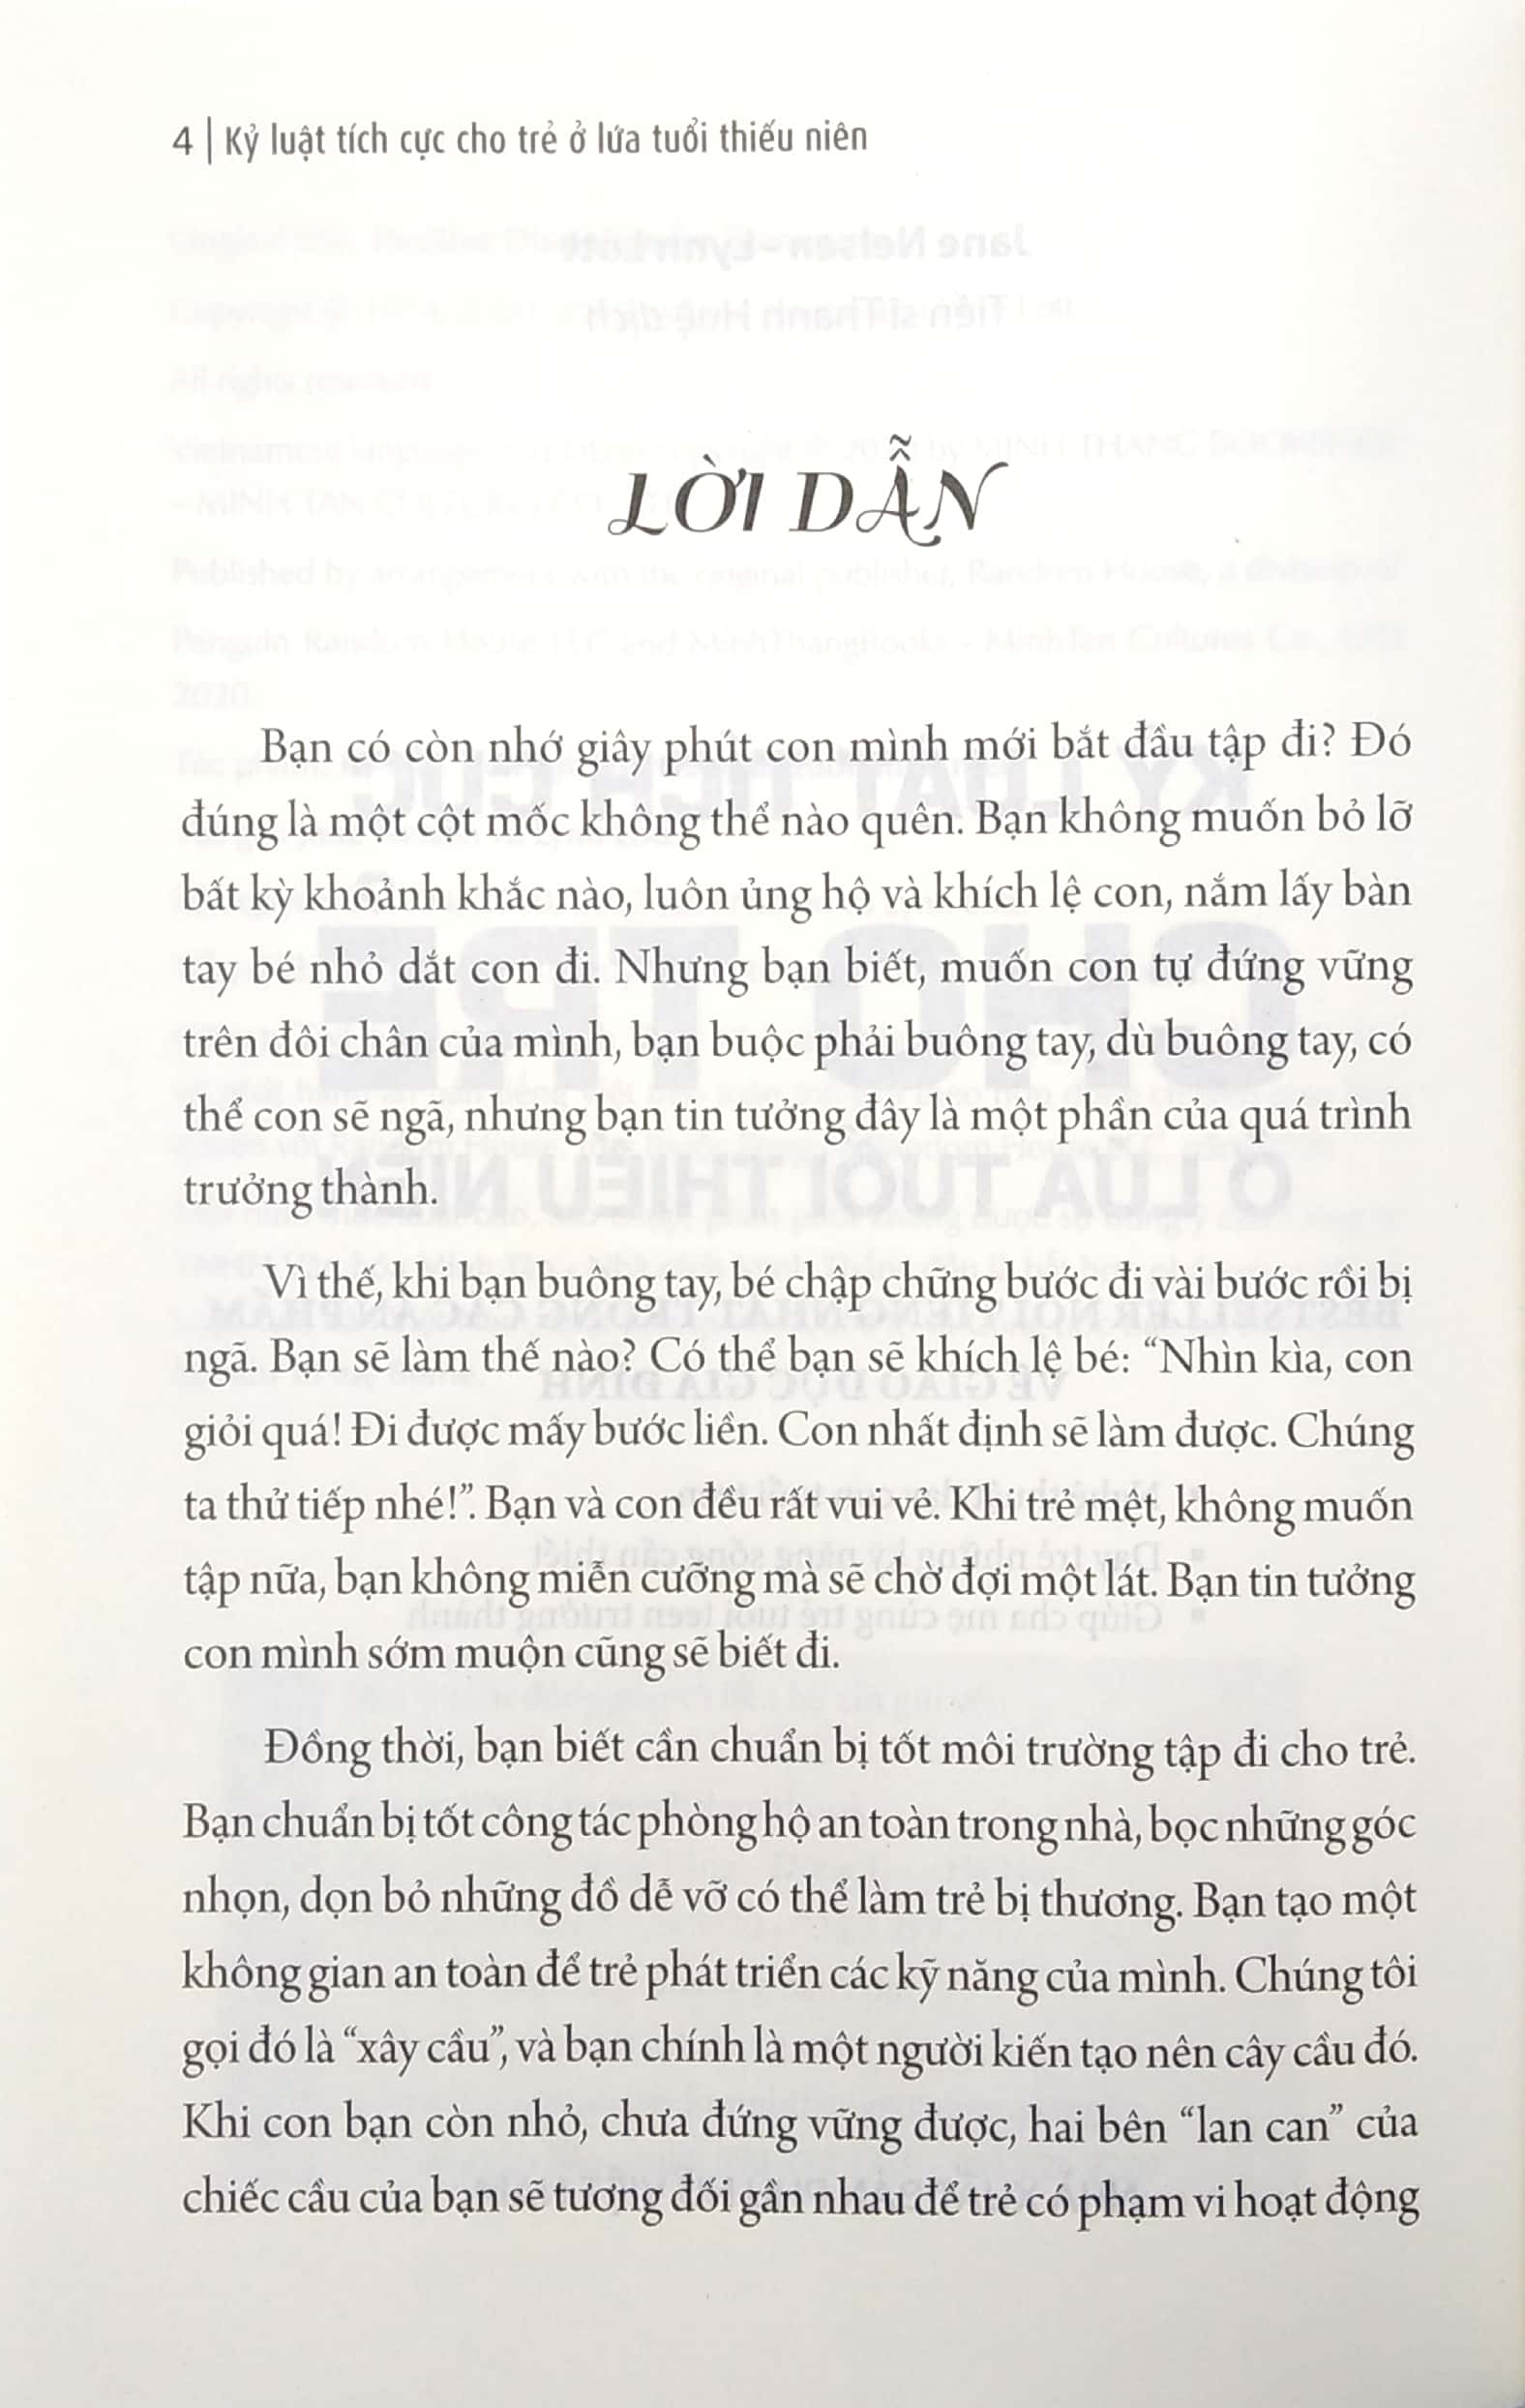 4 | Kỷ luật tích cực cho trẻ ở lứa tuổi thiếu niên
LỜI DẪN
Bạn có còn nhớ giây phút con mình mới bắt đầu tập đi? Đó
đúng là một cột mốc không thể nào quên. Bạn không muốn bỏ lỡ
bất kỳ khoảnh khắc nào, luôn ủng hộ và khích lệ con, nắm lấy bàn
tay bé nhỏ dắt con đi. Nhưng bạn biết, muốn con tự đứng vững
trên đôi chân của mình, bạn buộc phải buông tay, dù buông tay, có
thể con sẽ ngã, nhưng bạn tin tưởng đây là một phần của quá trình
trưởng thành.
Vì thế, khi bạn buông tay, bé chập chững bước đi vài bước rồi bị
ngã. Bạn sẽ làm thế nào? Có thể bạn sẽ khích lệ bé: “Nhìn kìa, con
giỏi quá! Đi được mấy bước liền. Con nhất định sẽ làm được. Chúng
ta thử tiếp nhé!”. Bạn và con đều rất vui vẻ. Khi trẻ mệt, không muốn
tập nữa, bạn không miễn cưỡng mà sẽ chờ đợi một lát. Bạn tin tưởng
con mình sớm muộn cũng sẽ biết đi.
Đồng thời, bạn biết cần chuẩn bị tốt môi trường tập đi cho trẻ.
Bạn chuẩn bị tốt công tác phòng hộ an toàn trong nhà, bọc những góc
nhọn, dọn bỏ những đồ dễ vỡ có thể làm trẻ bị thương. Bạn tạo một
không gian an toàn để trẻ phát triển các kỹ năng của mình. Chúng tôi
gọi đó là “xây cầu”, và bạn chính là một người kiến tạo nên cây cầu đó.
Khi con bạn còn nhỏ, chưa đứng vững được, hai bên “lan can” của
chiếc cầu của bạn sẽ tương đối gần nhau để trẻ có phạm vi hoạt động